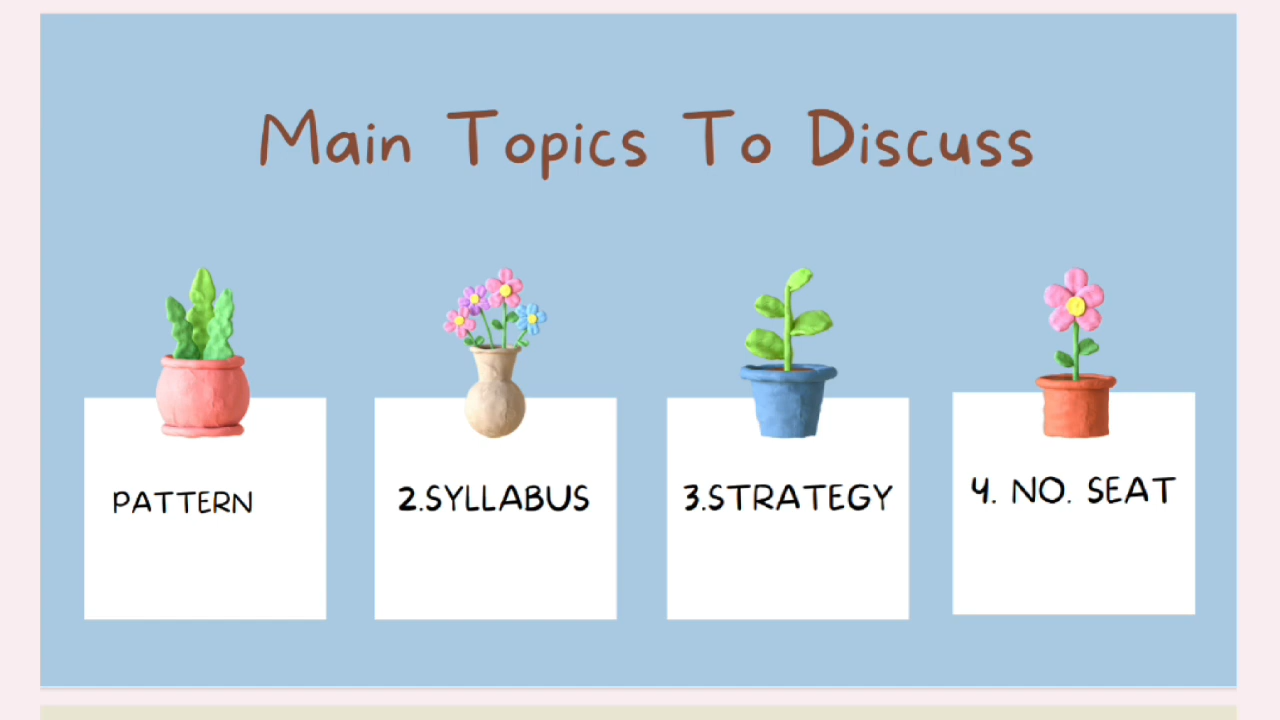 Main Topics To Discuss
PATTERN
2.SYLLABUS
3.STRATEGY
4. NO. SEAT